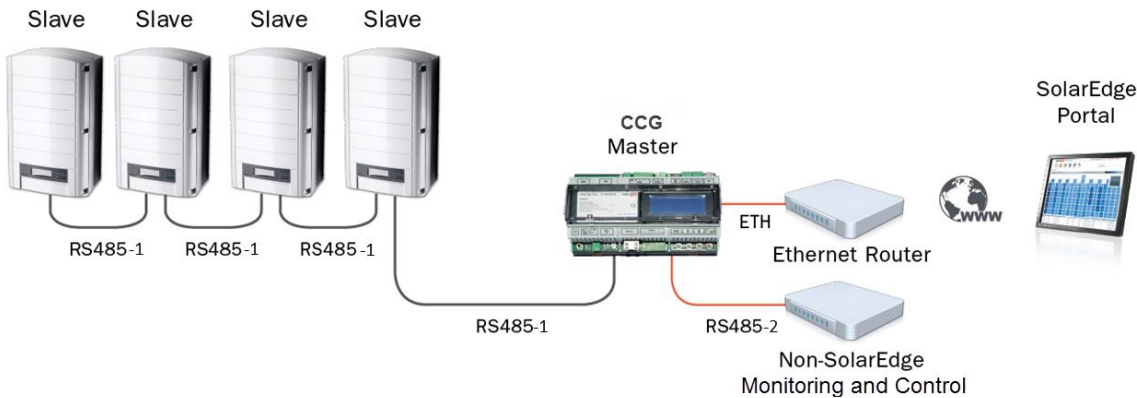 Slave
Slave
Slave
Slave
SolarEdge
Portal
CCG
Master
ETH
RS485-1
RS485-1
RS485-1
Ethernet Router
www
RS485-1
RS485-2
Non-SolarEdge
Monitoring and Control